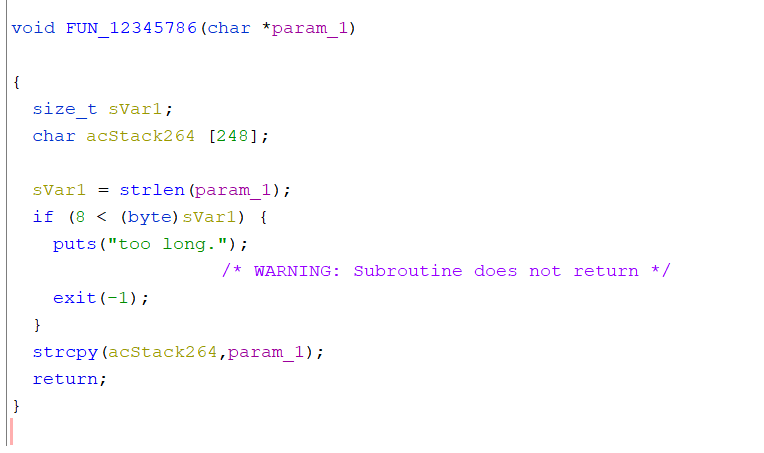 void FUN_12345786(char *param_1)
{
size_t sVar1;
char acStack264 [248];
sVar1 = strlen(param_1);
if (8 < (byte)sVar1) {
puts("too long.");
/* WARNING: Subroutine does not return */
exit(-1);
}
strcpy(acStack264,param_1);
return;
}